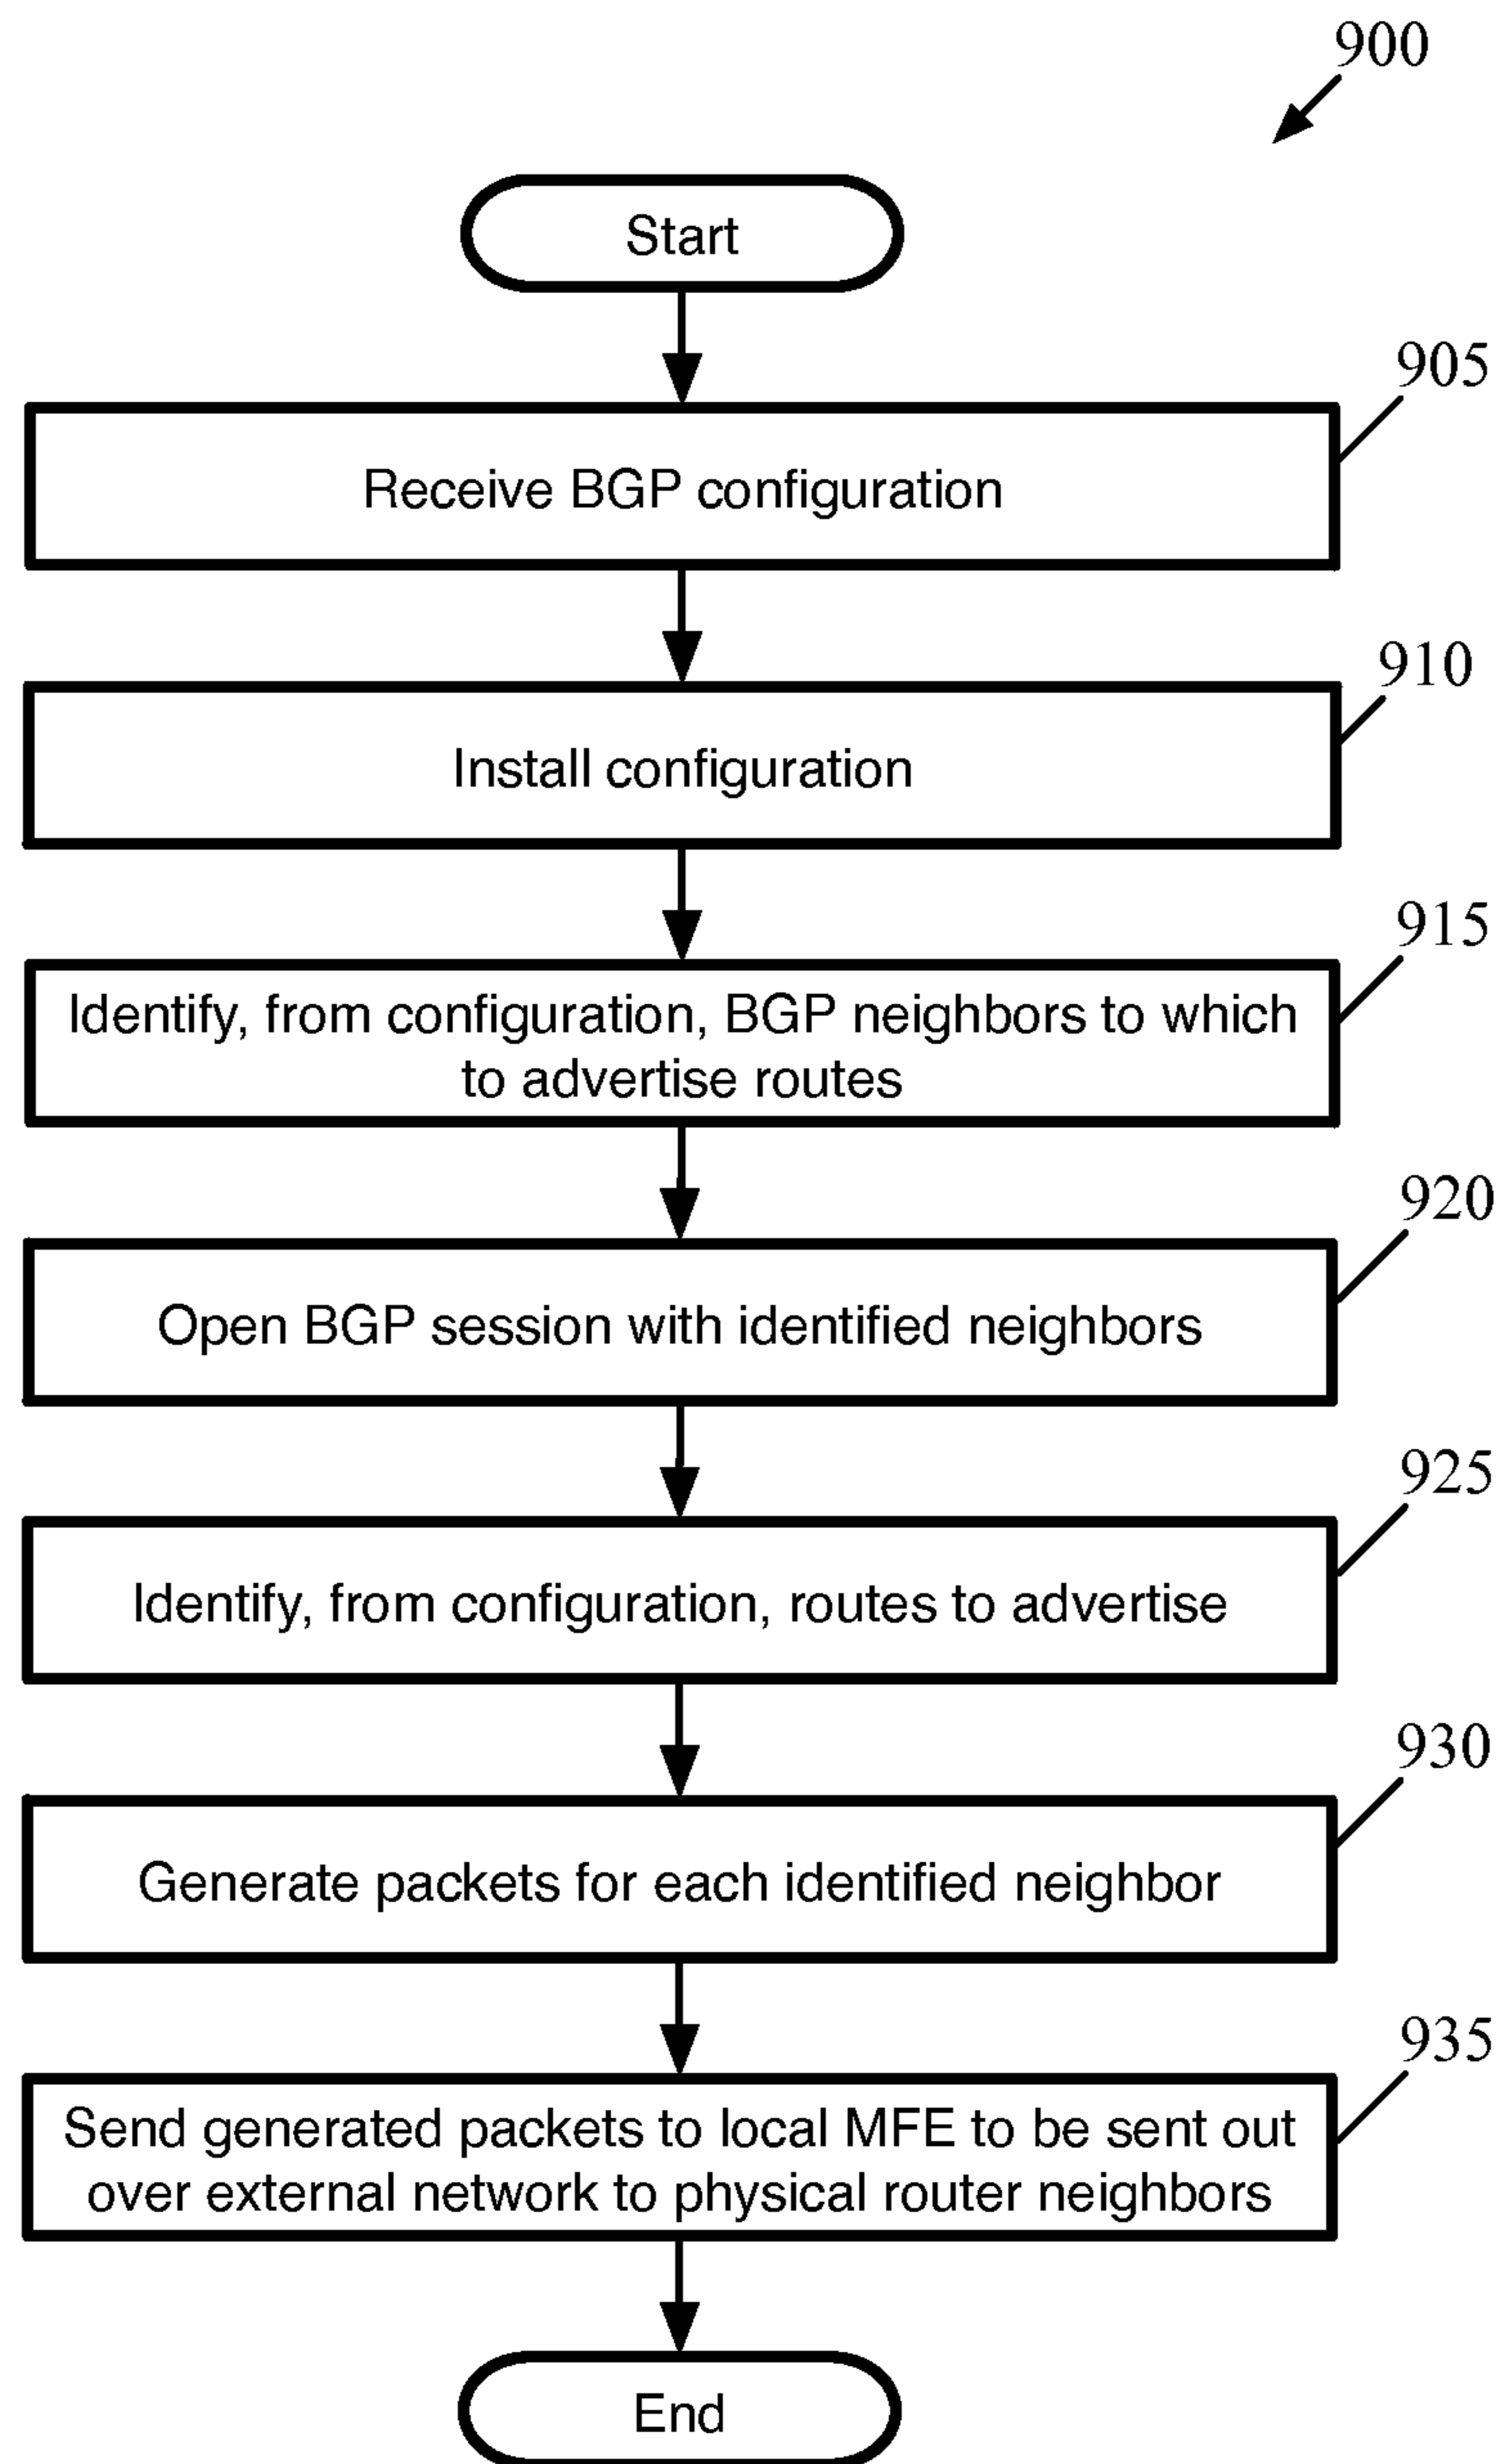 900
Start
905
Receive BGP configuration
910
Install configuration
915
Identify, from configuration, BGP neighbors to which
to advertise routes
920
Open BGP session with identified neighbors
925
Identify, from configuration, routes to advertise
930
Generate packets for each identified neighbor
935
Send generated packets to local MFE to be sent out
over external network to physical router neighbors
End